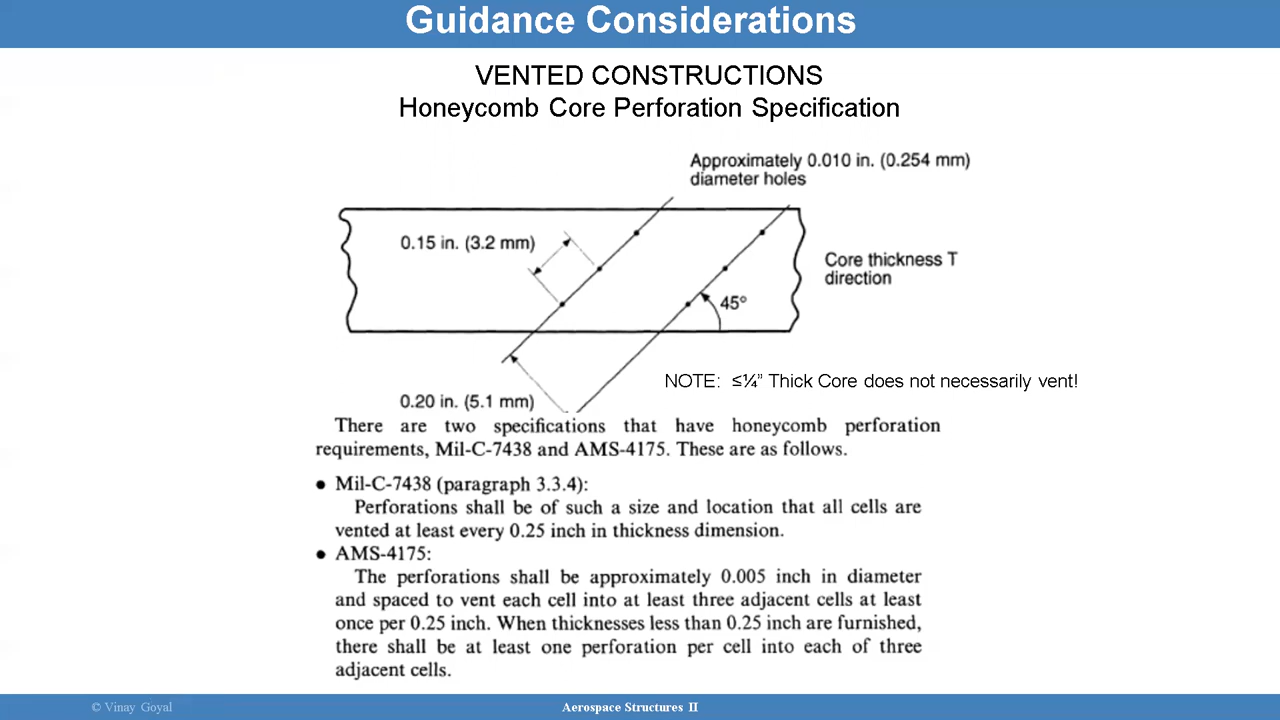 Guidance Considerations
VENTED CONSTRUCTIONS
Honeycomb Core Perforation Specification
Approximately 0.010 in. (0.254 mm)
diameter holes
0.15 in. (3.2 mm)
Core thickness T
direction
45°
NOTE: ≤¼” Thick Core does not necessarily vent!
0.20 in. (5.1 mm)
There are two specifications that have honeycomb perforation
requirements, Mil-C-7438 and AMS-4175. These are as follows.
• Mil-C-7438 (paragraph 3.3.4):
Perforations shall be of such a size and location that all cells are
vented at least every 0.25 inch in thickness dimension.
• AMS-4175:
The perforations shall be approximately 0.005 inch in diameter
and spaced to vent each cell into at least three adjacent cells at least
once per 0.25 inch. When thicknesses less than 0.25 inch are furnished,
there shall be at least one perforation per cell into each of three
adjacent cells.
© Vinay Goyal
Aerospace Structures II